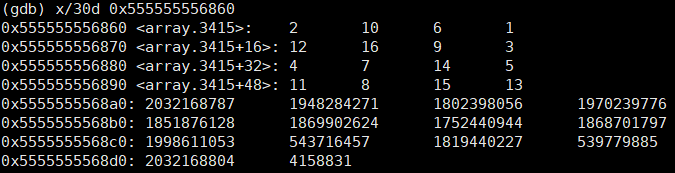 (gdb) x/30d 0x555555556860
0x555555556860 <array.3415>: 2 10 6 1
0x555555556870 <array.3415+16>: 12 16 9 3
0x555555556880 <array.3415+32>: 4 7 14 5
0x555555556890 <array.3415+48>: 11 8 15 13
0x5555555568a0: 2032168787 1948284271 1802398056 1970239776
0x5555555568b0: 1851876128 1869902624 1752440944 1868701797
0x5555555568c0: 1998611053 543716457 1819440227 539779885
0x5555555568d0: 2032168804 4158831